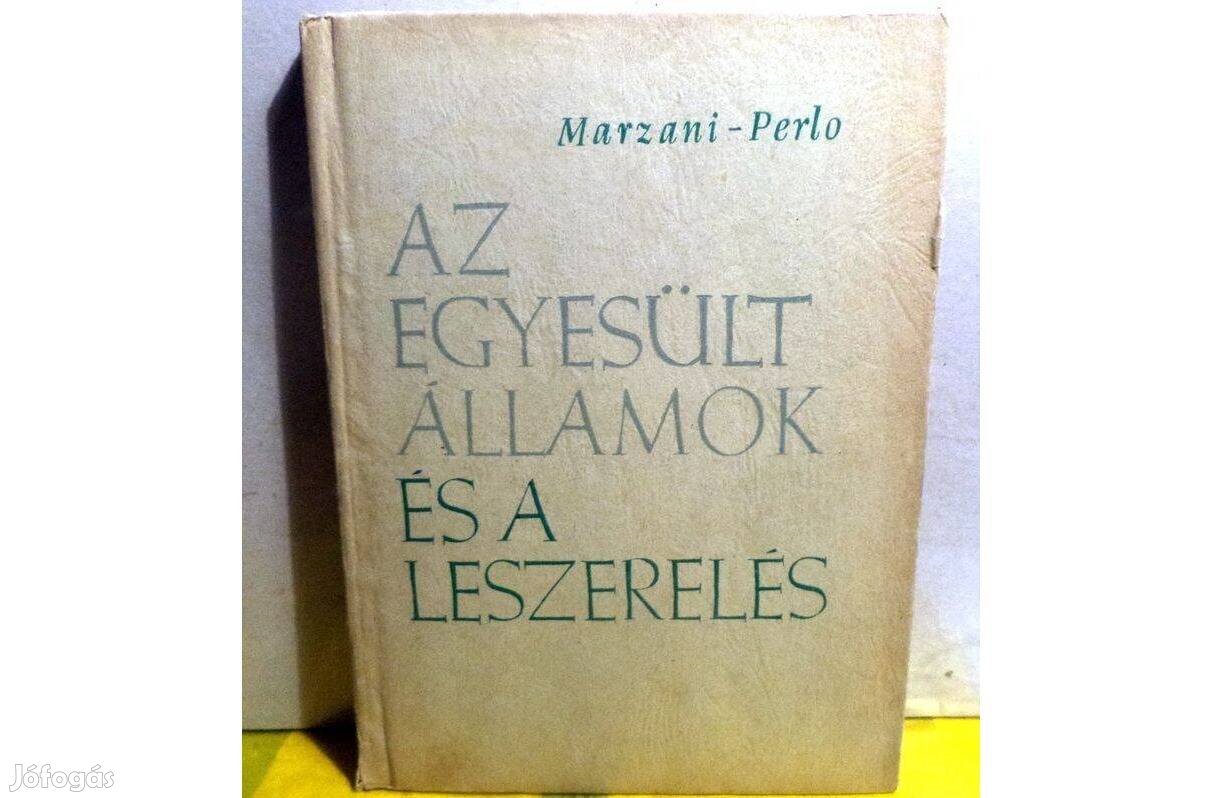 Marzani - Perlo
AZ
EGYESÜLT
ÁLLAMOK
ÉS A
LESZERELÉS
Jófogás